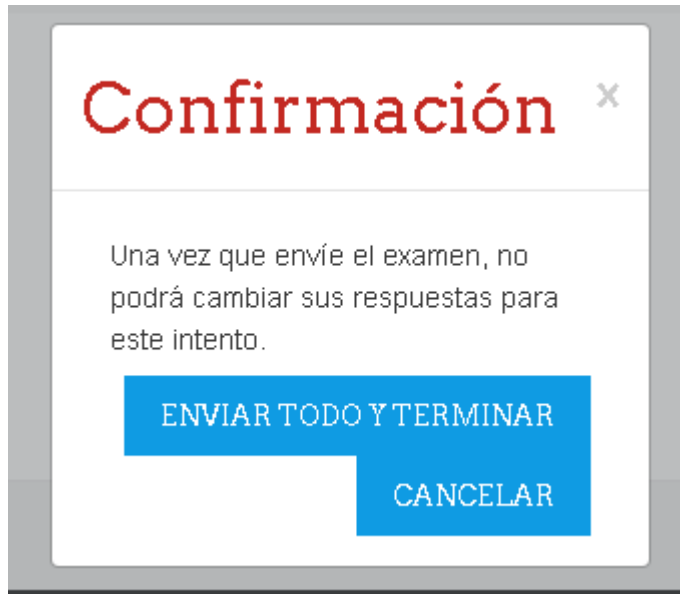 Confirmación ×
Una vez que envíe el examen, no
podrá cambiar sus respuestas para
este intento.
ENVIAR TODO Y TERMINAR
CANCELAR